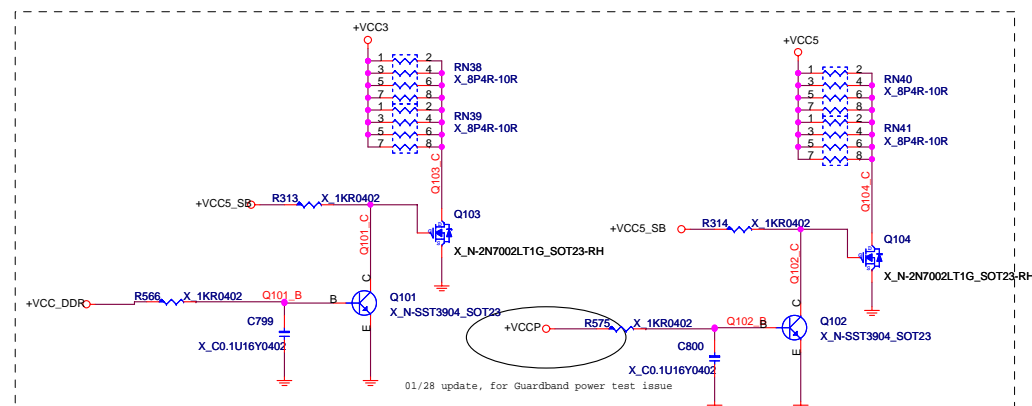 +VCC3
1 2
3 4
5 6
7 8
1 2
3 4
5 6
7 8
RN38
X_8P4R-10R
RN39
X_8P4R-10R
Q103_C
+VCC5_SB
R313
X_1KR0402
Q101_C
Q103
X_N-2N7002LT1G_SOT23-RH
+VCC_DDR
R566
X_1KR0402
Q101_B
B
C
E
Q101
X_N-SST3904_SOT23
C799
X_C0.1U16Y0402
+VCC5
1 2
3 4
5 6
7 8
1 2
3 4
5 6
7 8
RN40
X_8P4R-10R
RN41
X_8P4R-10R
Q104_C
+VCC5_SB
R314
X_1KR0402
Q102_C
Q104
X_N-2N7002LT1G_SOT23-RH
+VCCP
R575
X_1KR0402
Q102_B
B
C
E
Q102
X_N-SST3904_SOT23
C800
X_C0.1U16Y0402
01/28 update, for Guardband power test issue